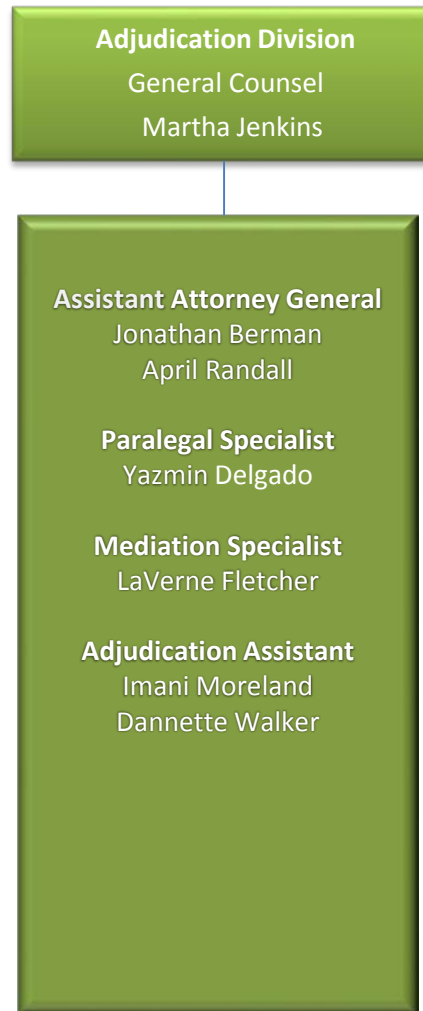 Adjudication Division
General Counsel
Martha Jenkins
Assistant Attorney General
Jonathan Berman
April Randall
Paralegal Specialist
Yazmin Delgado
Mediation Specialist
LaVerne Fletcher
Adjudication Assistant
Imani Moreland
Dannette Walker